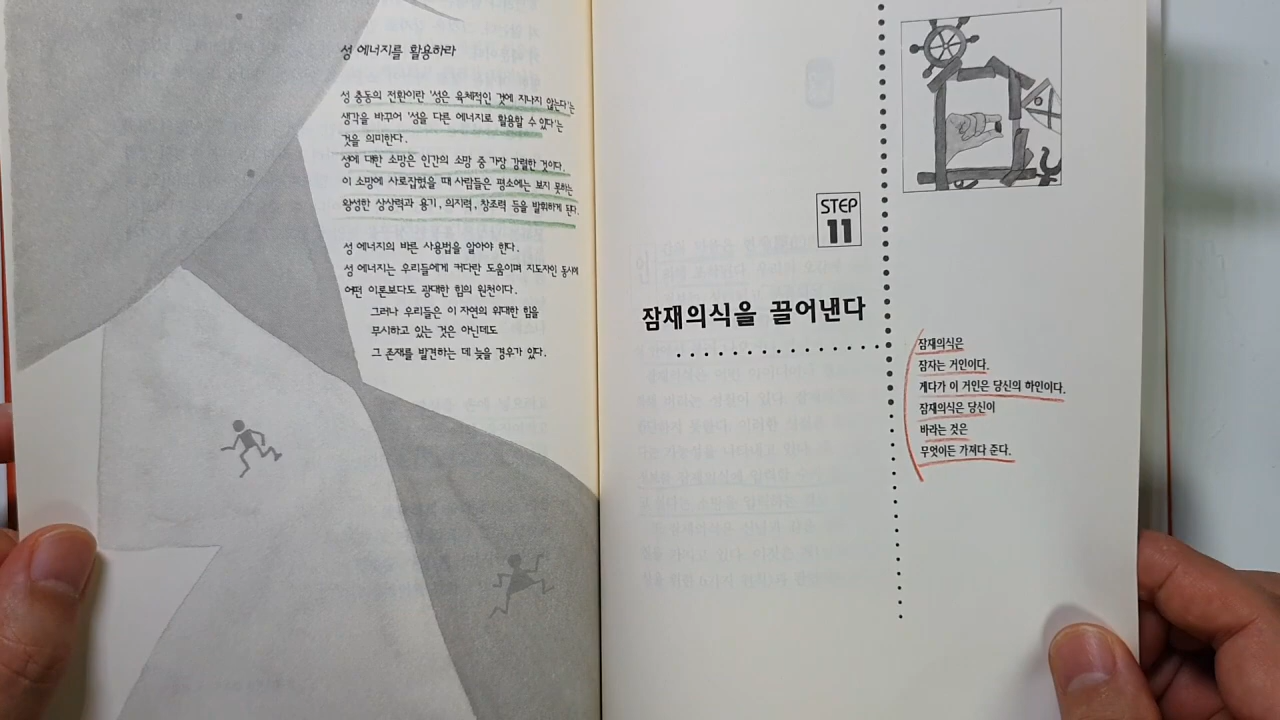 성 에너지를 활용하라
성 충동의 전환이란 '성은 육체적인 것에 지나지 않는다'는
생각을 바꾸어 '성을 다른 에너지로 활용할 수 있다'는
것을 의미한다.
성에 대한 소망은 인간의 소망 중 가장 강렬한 것이다.
이 소망에 사로잡혔을 때 사람들은 평소에는 보지 못하는
왕성한 상상력과 용기, 의지력, 창조력 등을 발휘하게 된다.
성 에너지의 바른 사용법을 알아야 한다.
성 에너지는 우리들에게 커다란 도움이며 지도자인 동시에
어떤 이론보다도 광대한 힘의 원천이다.
그러나 우리들은 이 자연의 위대한 힘을
무시하고 있는 것은 아닌데도
그 존재를 발견하는 데 늦을 경우가 있다.
STEP
11
잠재의식을 끌어낸다
잠재의식은
잠자는 거인이다.
게다가 이 거인은 당신의 하인이다.
잠재의식은 당신이
바라는 것은
무엇이든 가져다 준다.